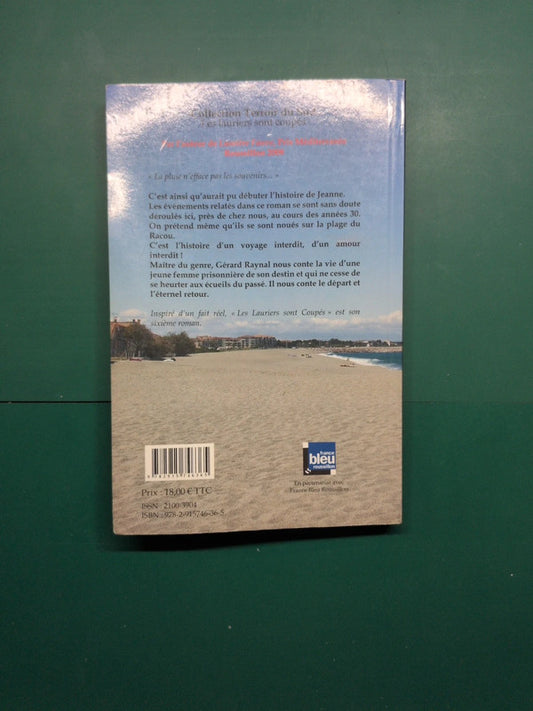 Collection Terroir du Sud
Les lauriers sont coupés
« La pluie n'efface pas les souvenirs... »
C'est ainsi qu'aurait pu débuter l'histoire de Jeanne.
Les événements relatés dans ce roman se sont sans doute
déroulés ici, près de chez nous, au cours des années 30.
On prétend même qu'ils se sont noués sur la plage du
Racou.
C'est l'histoire d'un voyage interdit, d'un amour
interdit !
Maître du genre, Gérard Raynal nous conte la vie d'une
jeune femme prisonnière de son destin et qui ne cesse de
se heurter aux écueils du passé. Il nous conte le départ et
l'éternel retour.
Inspiré d'un fait réel, « Les Lauriers sont Coupés » est son
sixième roman.
france
bleu
roussillon
En partenariat avec
France Bleu Roussillon
Prix : 18,00 € TTC
ISSN : 2100-3904
ISBN : 978-2-915746-36-5